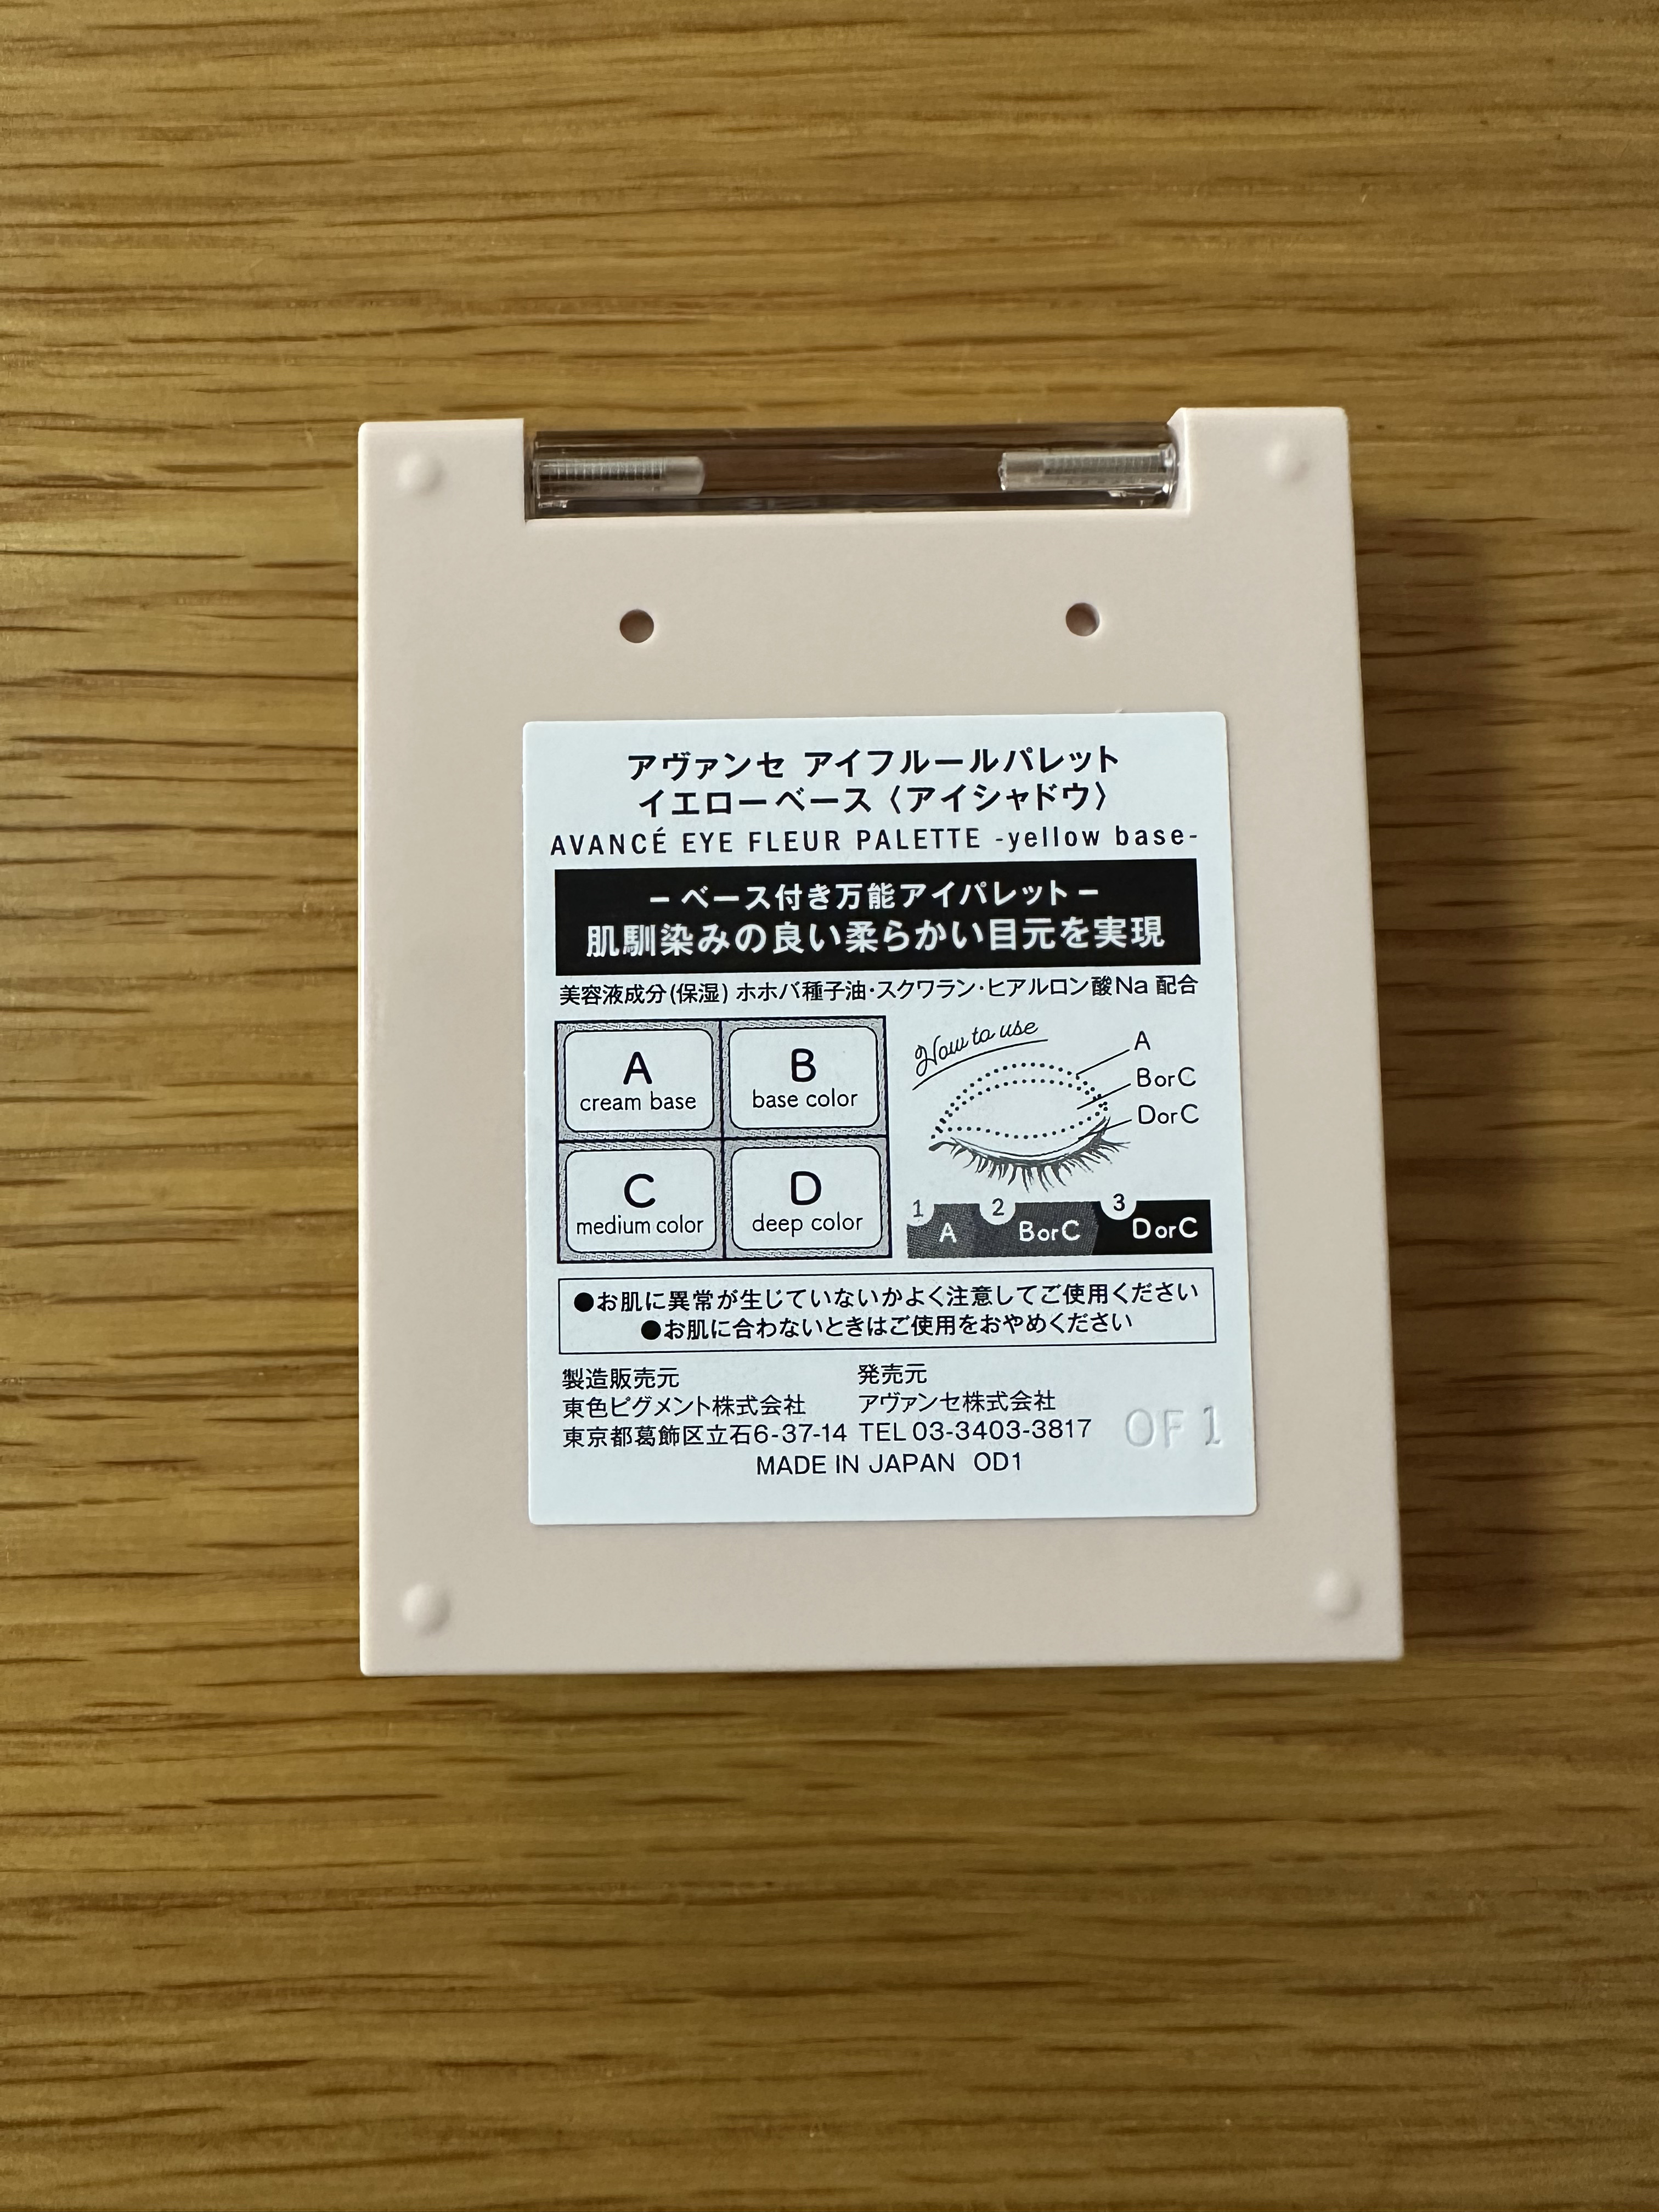 アヴァンセ アイフルールパレット
イエローベース〈アイシャドウ〉
AVANCÉ EYE FLEUR PALETTE -yellow base-
– ベース付き万能アイパレット –
肌馴染みの良い柔らかい目元を実現
美容液成分(保湿) ホホバ種子油・スクワラン・ヒアルロン酸Na 配合
A
cream base
B
base color
C
medium color
D
deep color
How to use
A
BorC
DorC
1 2 3
A BorC DorC
●お肌に異常が生じていないかよく注意してご使用ください
●お肌に合わないときはご使用をおやめください
製造販売元 発売元
東色ピグメント株式会社 アヴァンセ株式会社
東京都葛飾区立石6-37-14 TEL 03-3403-3817
MADE IN JAPAN OD1
OF1